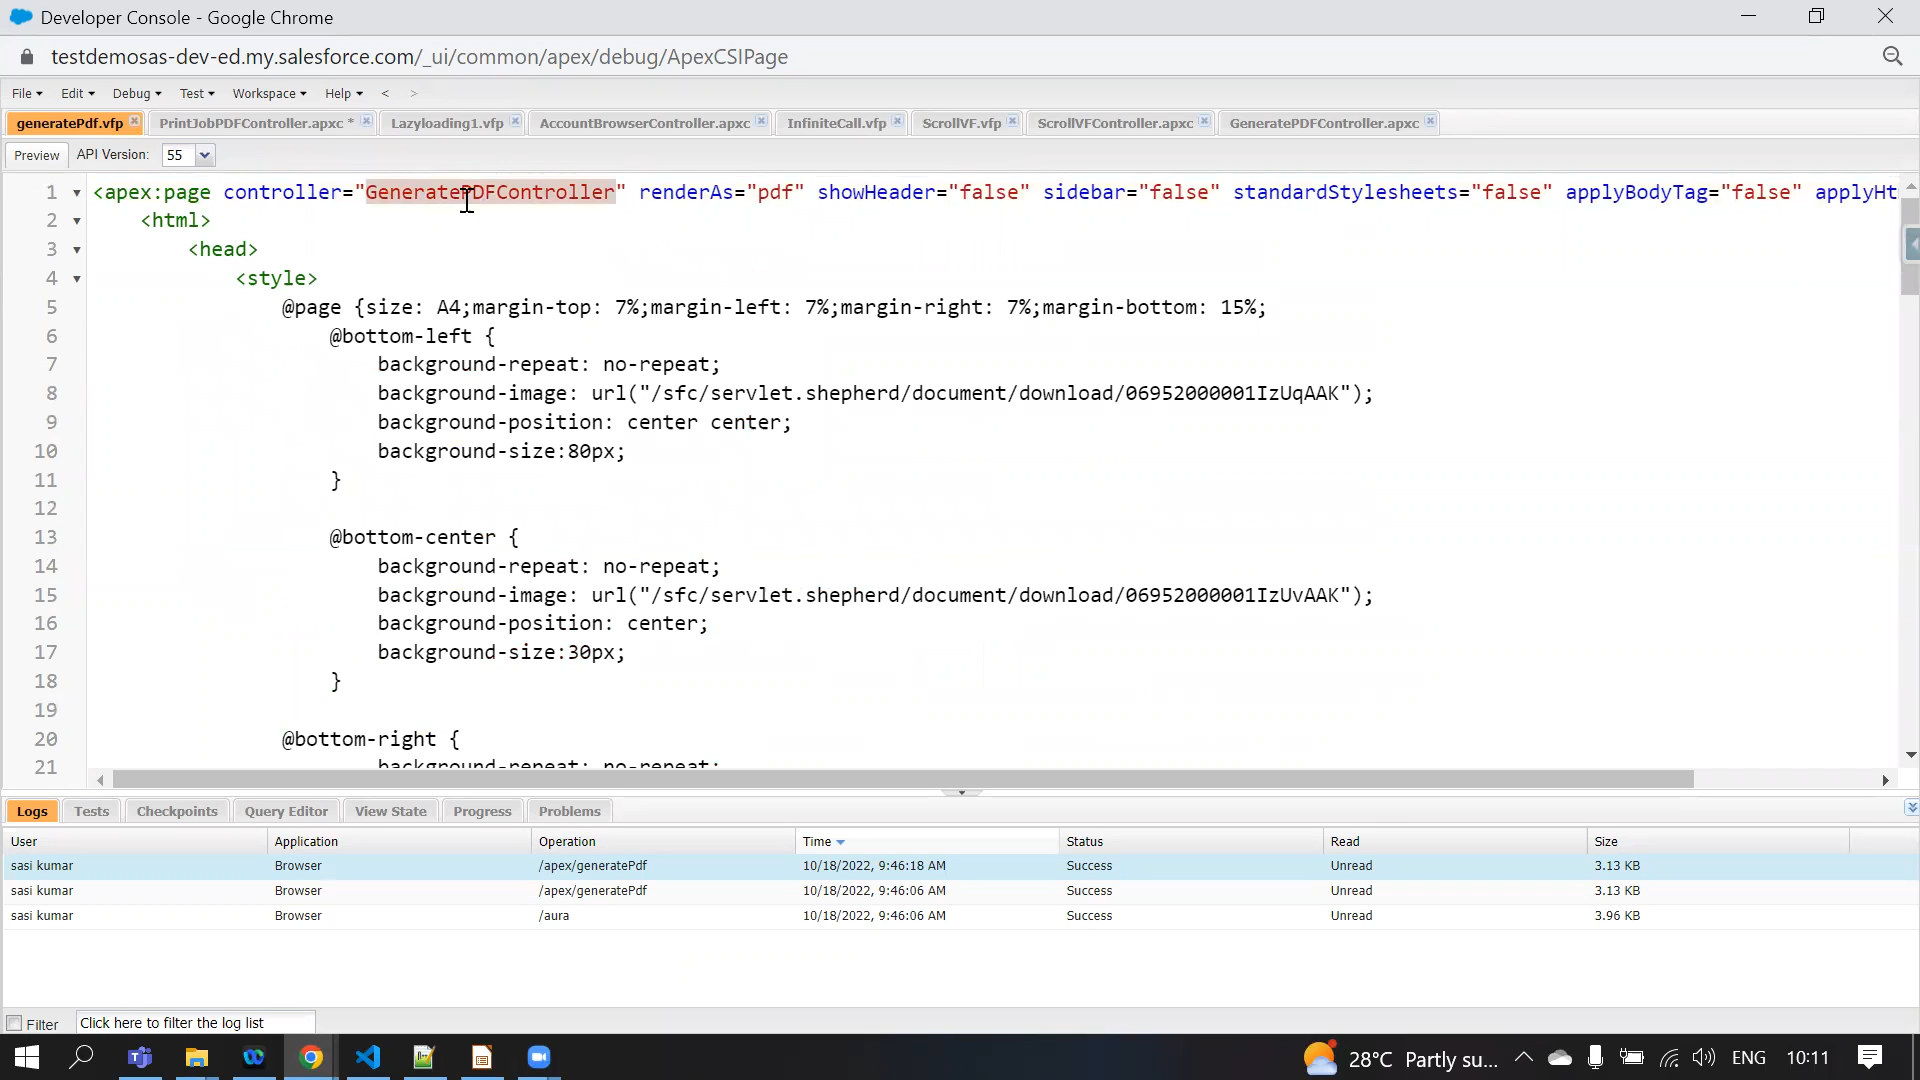 Developer Console - Google Chrome
testdemosas-dev-ed.my.salesforce.com/_ui/common/apex/debug/ApexCSIPage
File Edit Debug Test Workspace Help < >
generatePdf.vfp PrintJobPDFController.apxc * Lazyloading1.vfp AccountBrowserController.apxc InfiniteCall.vfp ScrollVF.vfp ScrollVFController.apxc GeneratePDFController.apxc
Preview API Version: 55
1 <apex:page controller="GeneratePDFController" renderAs="pdf" showHeader="false" sidebar="false" standardStylesheets="false" applyBodyTag="false" applyHt
2 <html>
3 <head>
4 <style>
5 @page {size: A4;margin-top: 7%;margin-left: 7%;margin-right: 7%;margin-bottom: 15%;
6 @bottom-left {
7 background-repeat: no-repeat;
8 background-image: url("/sfc/servlet.shepherd/document/download/06952000001IzUqAAK");
9 background-position: center center;
10 background-size:80px;
11 }
12
13 @bottom-center {
14 background-repeat: no-repeat;
15 background-image: url("/sfc/servlet.shepherd/document/download/06952000001IzUvAAK");
16 background-position: center;
17 background-size:30px;
18 }
19
20 @bottom-right {
21 background-repeat: no-repeat;
Logs Tests Checkpoints Query Editor View State Progress Problems
User Application Operation Time Status Read Size
sasi kumar Browser /apex/generatePdf 10/18/2022, 9:46:18 AM Success Unread 3.13 KB
sasi kumar Browser /apex/generatePdf 10/18/2022, 9:46:06 AM Success Unread 3.13 KB
sasi kumar Browser /aura 10/18/2022, 9:46:06 AM Success Unread 3.96 KB
Filter Click here to filter the log list
28°C Partly su... ENG 10:11